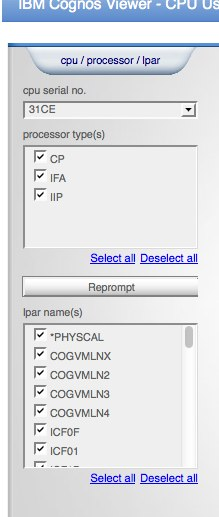 IBM Cognos Viewer - CPU Us
cpu / processor / lpar
cpu serial no.
31CE
processor type(s)
CP
IFA
IIP
Select all Deselect all
Reprompt
lpar name(s)
*PHYSCAL
COGVMLNX
COGVMLN2
COGVMLN3
COGVMLN4
ICF0F
ICF01
Select all Deselect all